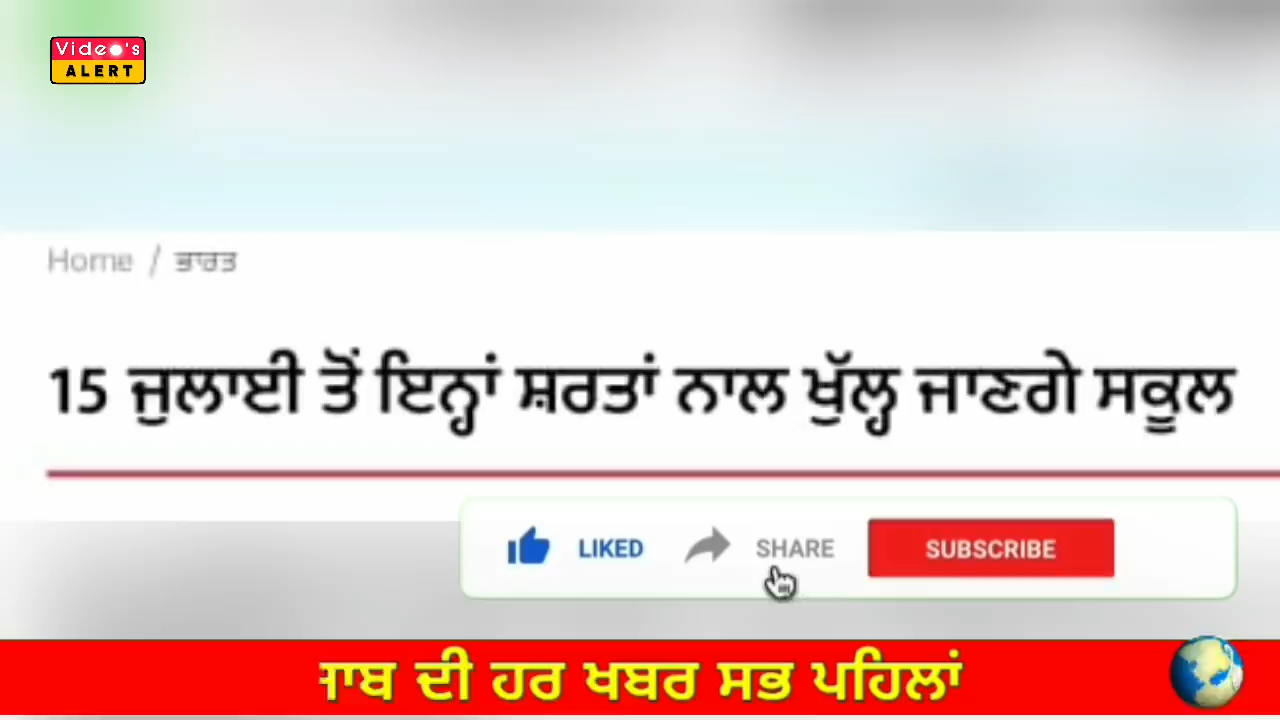 Video's
ALERT
Home / ਭਾਰਤ
15 ਜੁਲਾਈ ਤੋਂ ਇਨ੍ਹਾਂ ਸ਼ਰਤਾਂ ਨਾਲ ਖੁੱਲ੍ਹ ਜਾਣਗੇ ਸਕੂਲ
LIKED SHARE SUBSCRIBE
ਜਾਬ ਦੀ ਹਰ ਖਬਰ ਸਭ ਪਹਿਲਾਂ